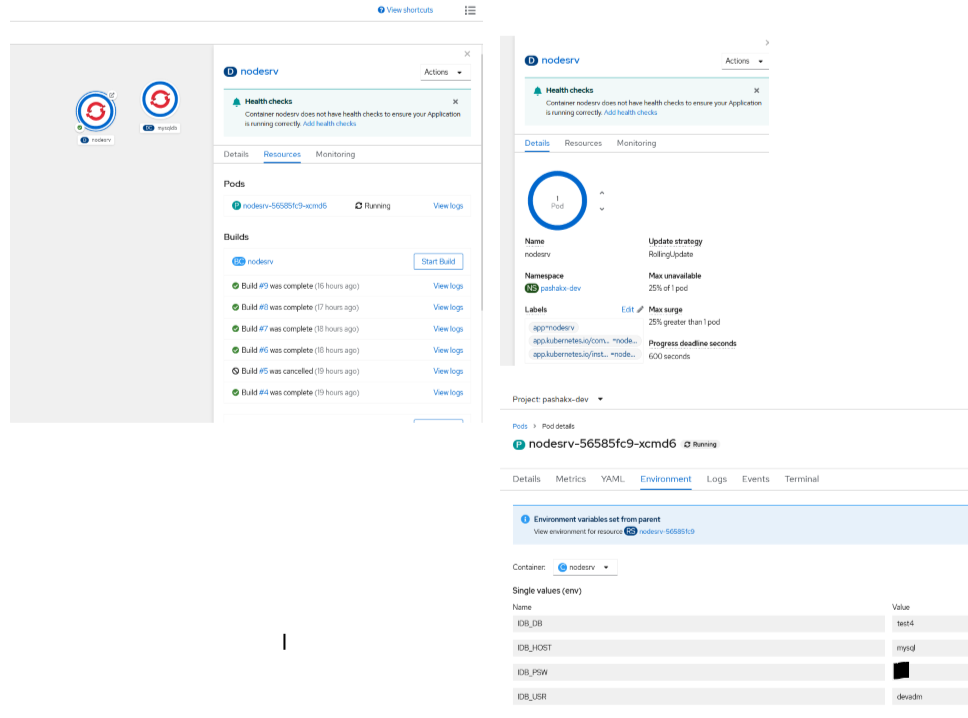 View shortcuts
D nodesrv
Actions
Health checks
Container nodesrv does not have health checks to ensure your Application
is running correctly. Add health checks
Details Resources Monitoring
Pods
P nodesrv-56585fc9-xcmd6 Running View logs
Builds
BC nodesrv Start Build
Build #9 was complete (16 hours ago) View logs
Build #8 was complete (17 hours ago) View logs
Build #7 was complete (18 hours ago) View logs
Build #6 was complete (18 hours ago) View logs
Build #5 was cancelled (19 hours ago) View logs
Build #4 was complete (19 hours ago) View logs
D nodesrv
DC mysqldb
D nodesrv
Actions
Health checks
Container nodesrv does not have health checks to ensure your Application
is running correctly. Add health checks
Details Resources Monitoring
1
Pod
Name
nodesrv
Update strategy
RollingUpdate
Namespace
NS pashakx-dev
Max unavailable
25% of 1 pod
Labels Edit
app=nodesrv
app.kubernetes.io/com... =node...
app.kubernetes.io/inst... =node...
Max surge
25% greater than 1 pod
Progress deadline seconds
600 seconds
Project: pashakx-dev
Pods > Pod details
P nodesrv-56585fc9-xcmd6 Running
Details Metrics YAML Environment Logs Events Terminal
Environment variables set from parent
View environment for resource RS nodesrv-56585fc9
Container: C nodesrv
Single values (env)
Name Value
IDB_DB test4
IDB_HOST mysql
IDB_PSW
IDB_USR devadm